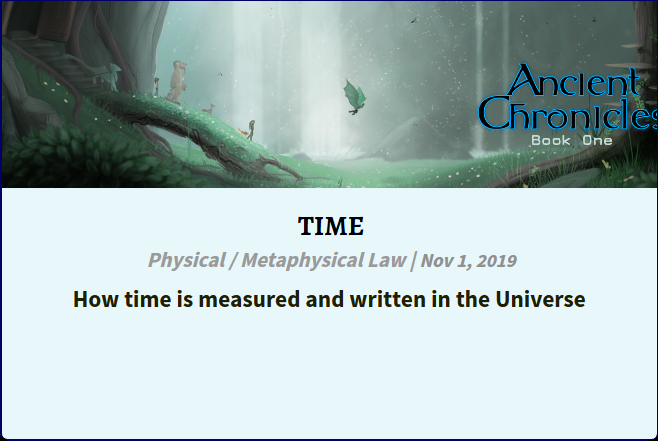 Ancient
Chronicles
Book One
TIME
Physical / Metaphysical Law | Nov 1, 2019
How time is measured and written in the Universe